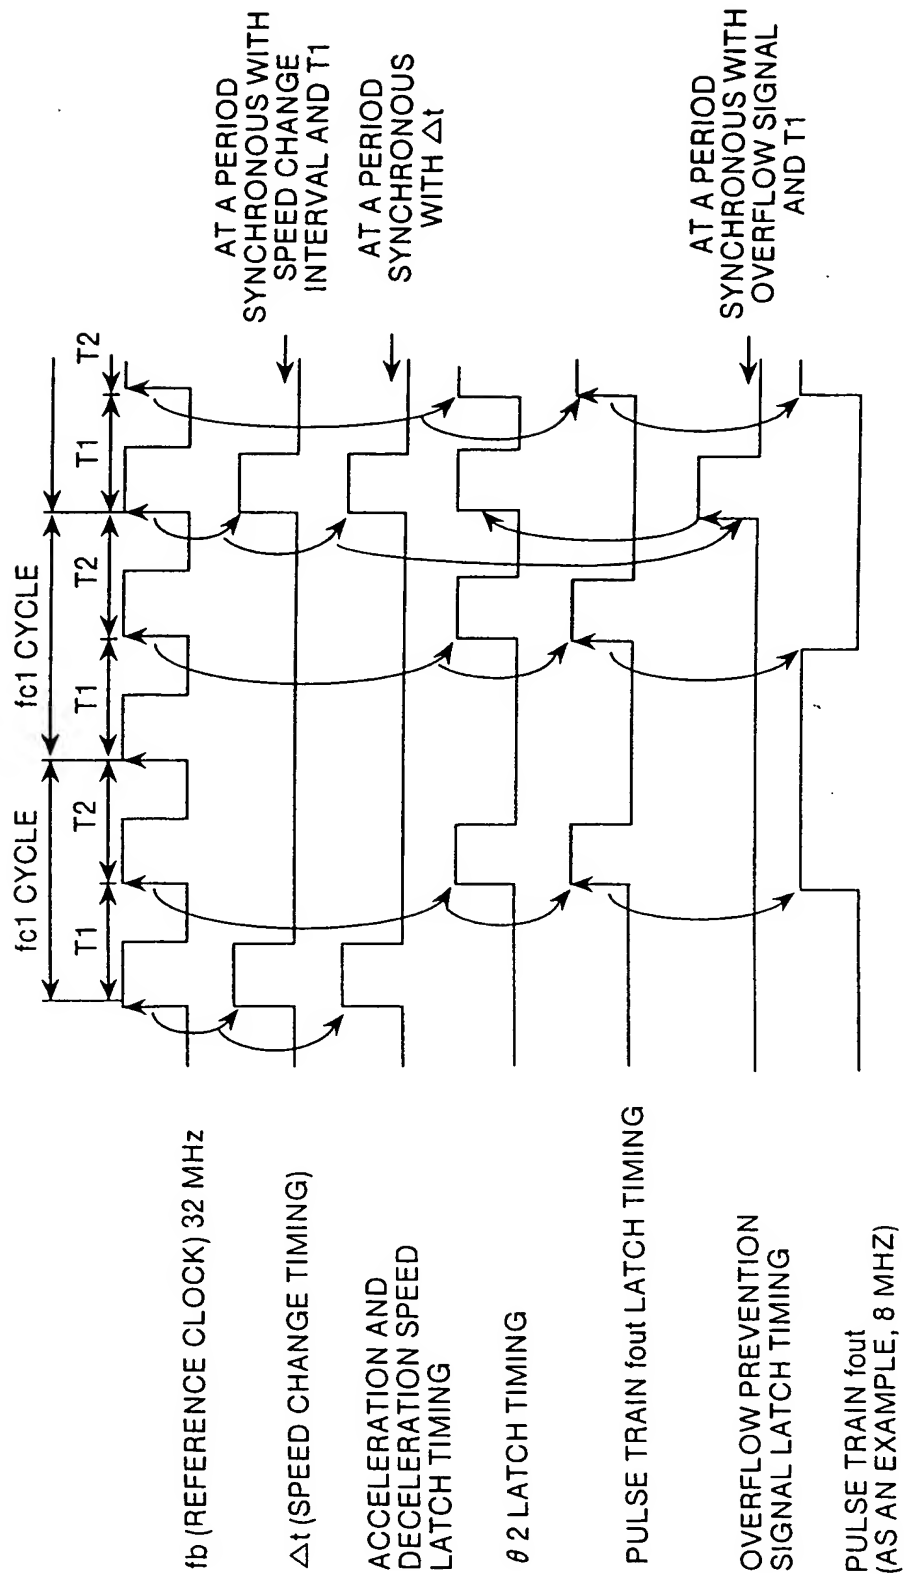 fc1 CYCLE
fc1 CYCLE
T1
T2
T1
T2
T1
T2
fb (REFERENCE CLOCK) 32 MHz
Δt (SPEED CHANGE TIMING)
AT A PERIOD
SYNCHRONOUS WITH
SPEED CHANGE
INTERVAL AND T1
ACCELERATION AND
DECELERATION SPEED
LATCH TIMING
AT A PERIOD
SYNCHRONOUS
WITH Δt
θ2 LATCH TIMING
PULSE TRAIN fout LATCH TIMING
OVERFLOW PREVENTION
SIGNAL LATCH TIMING
AT A PERIOD
SYNCHRONOUS WITH
OVERFLOW SIGNAL
AND T1
PULSE TRAIN fout
(AS AN EXAMPLE, 8 MHZ)